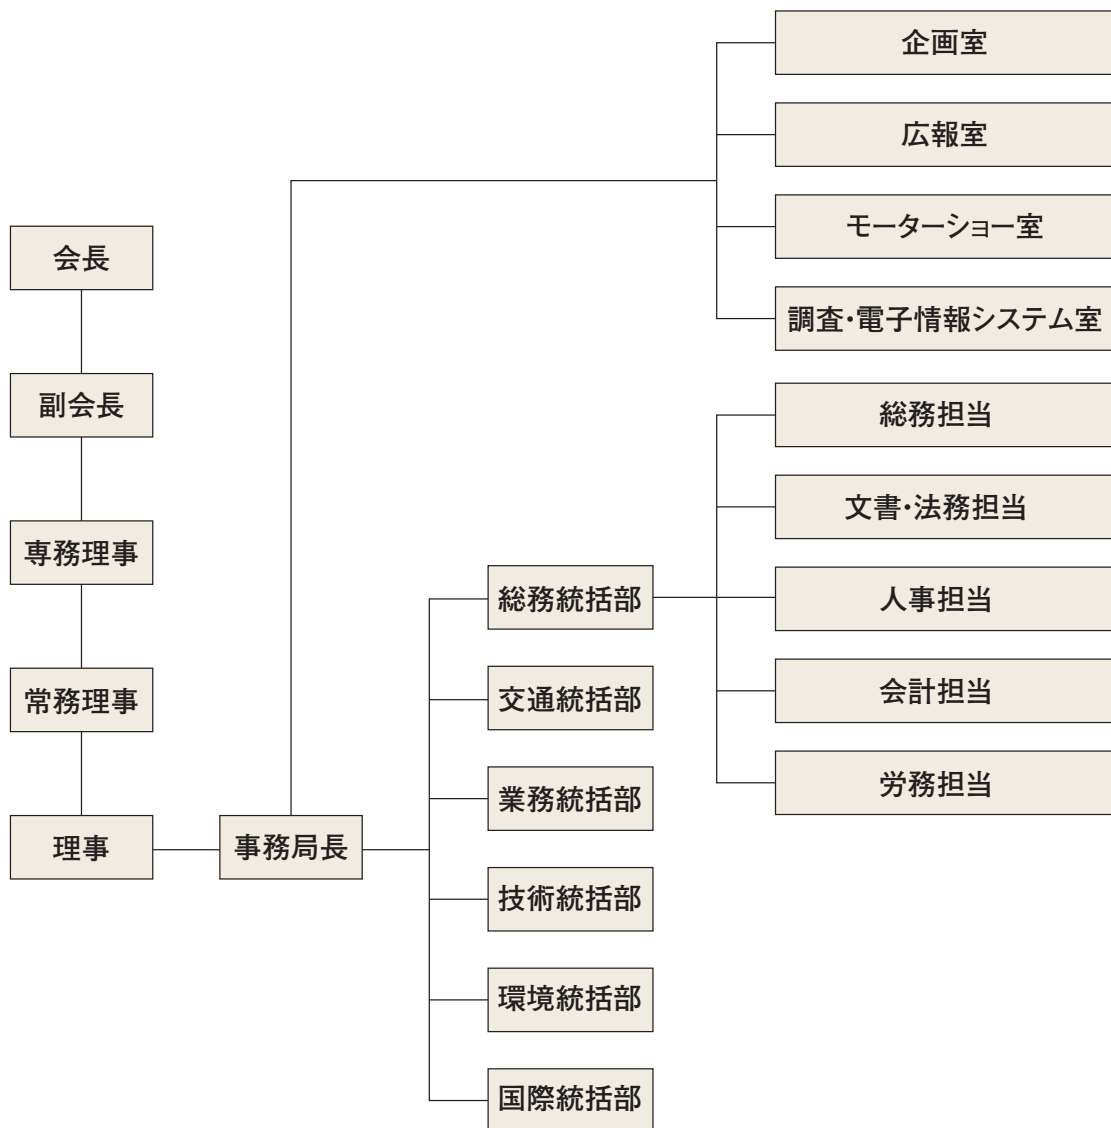 会長
副会長
専務理事
常務理事
理事
事務局長
企画室
広報室
モーターショー室
調査・電子情報システム室
総務統括部
交通統括部
業務統括部
技術統括部
環境統括部
国際統括部
総務担当
文書・法務担当
人事担当
会計担当
労務担当